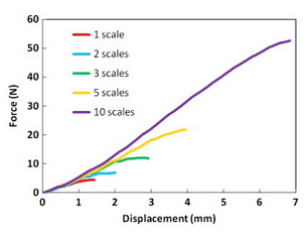 60
50
40
30
20
10
0
Force (N)
1 scale
2 scales
3 scales
5 scales
10 scales
0 1 2 3 4 5 6 7
Displacement (mm)